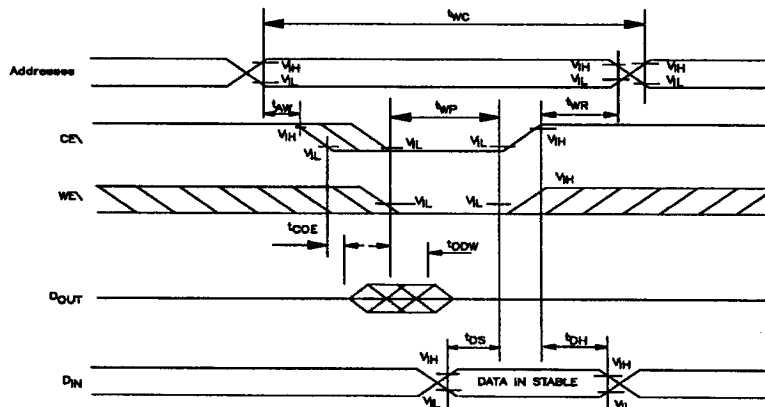 tWC
Addresses VIH VIL VIH VIL VIH VIL
tAW tWP tWR
CE\ VIH VIL VIL VIL VIH
WE\ VIL VIL VIH
tCOE tODW
DOUT
tDS tDH
DIN VIH VIL DATA IN STABLE VIH VIL